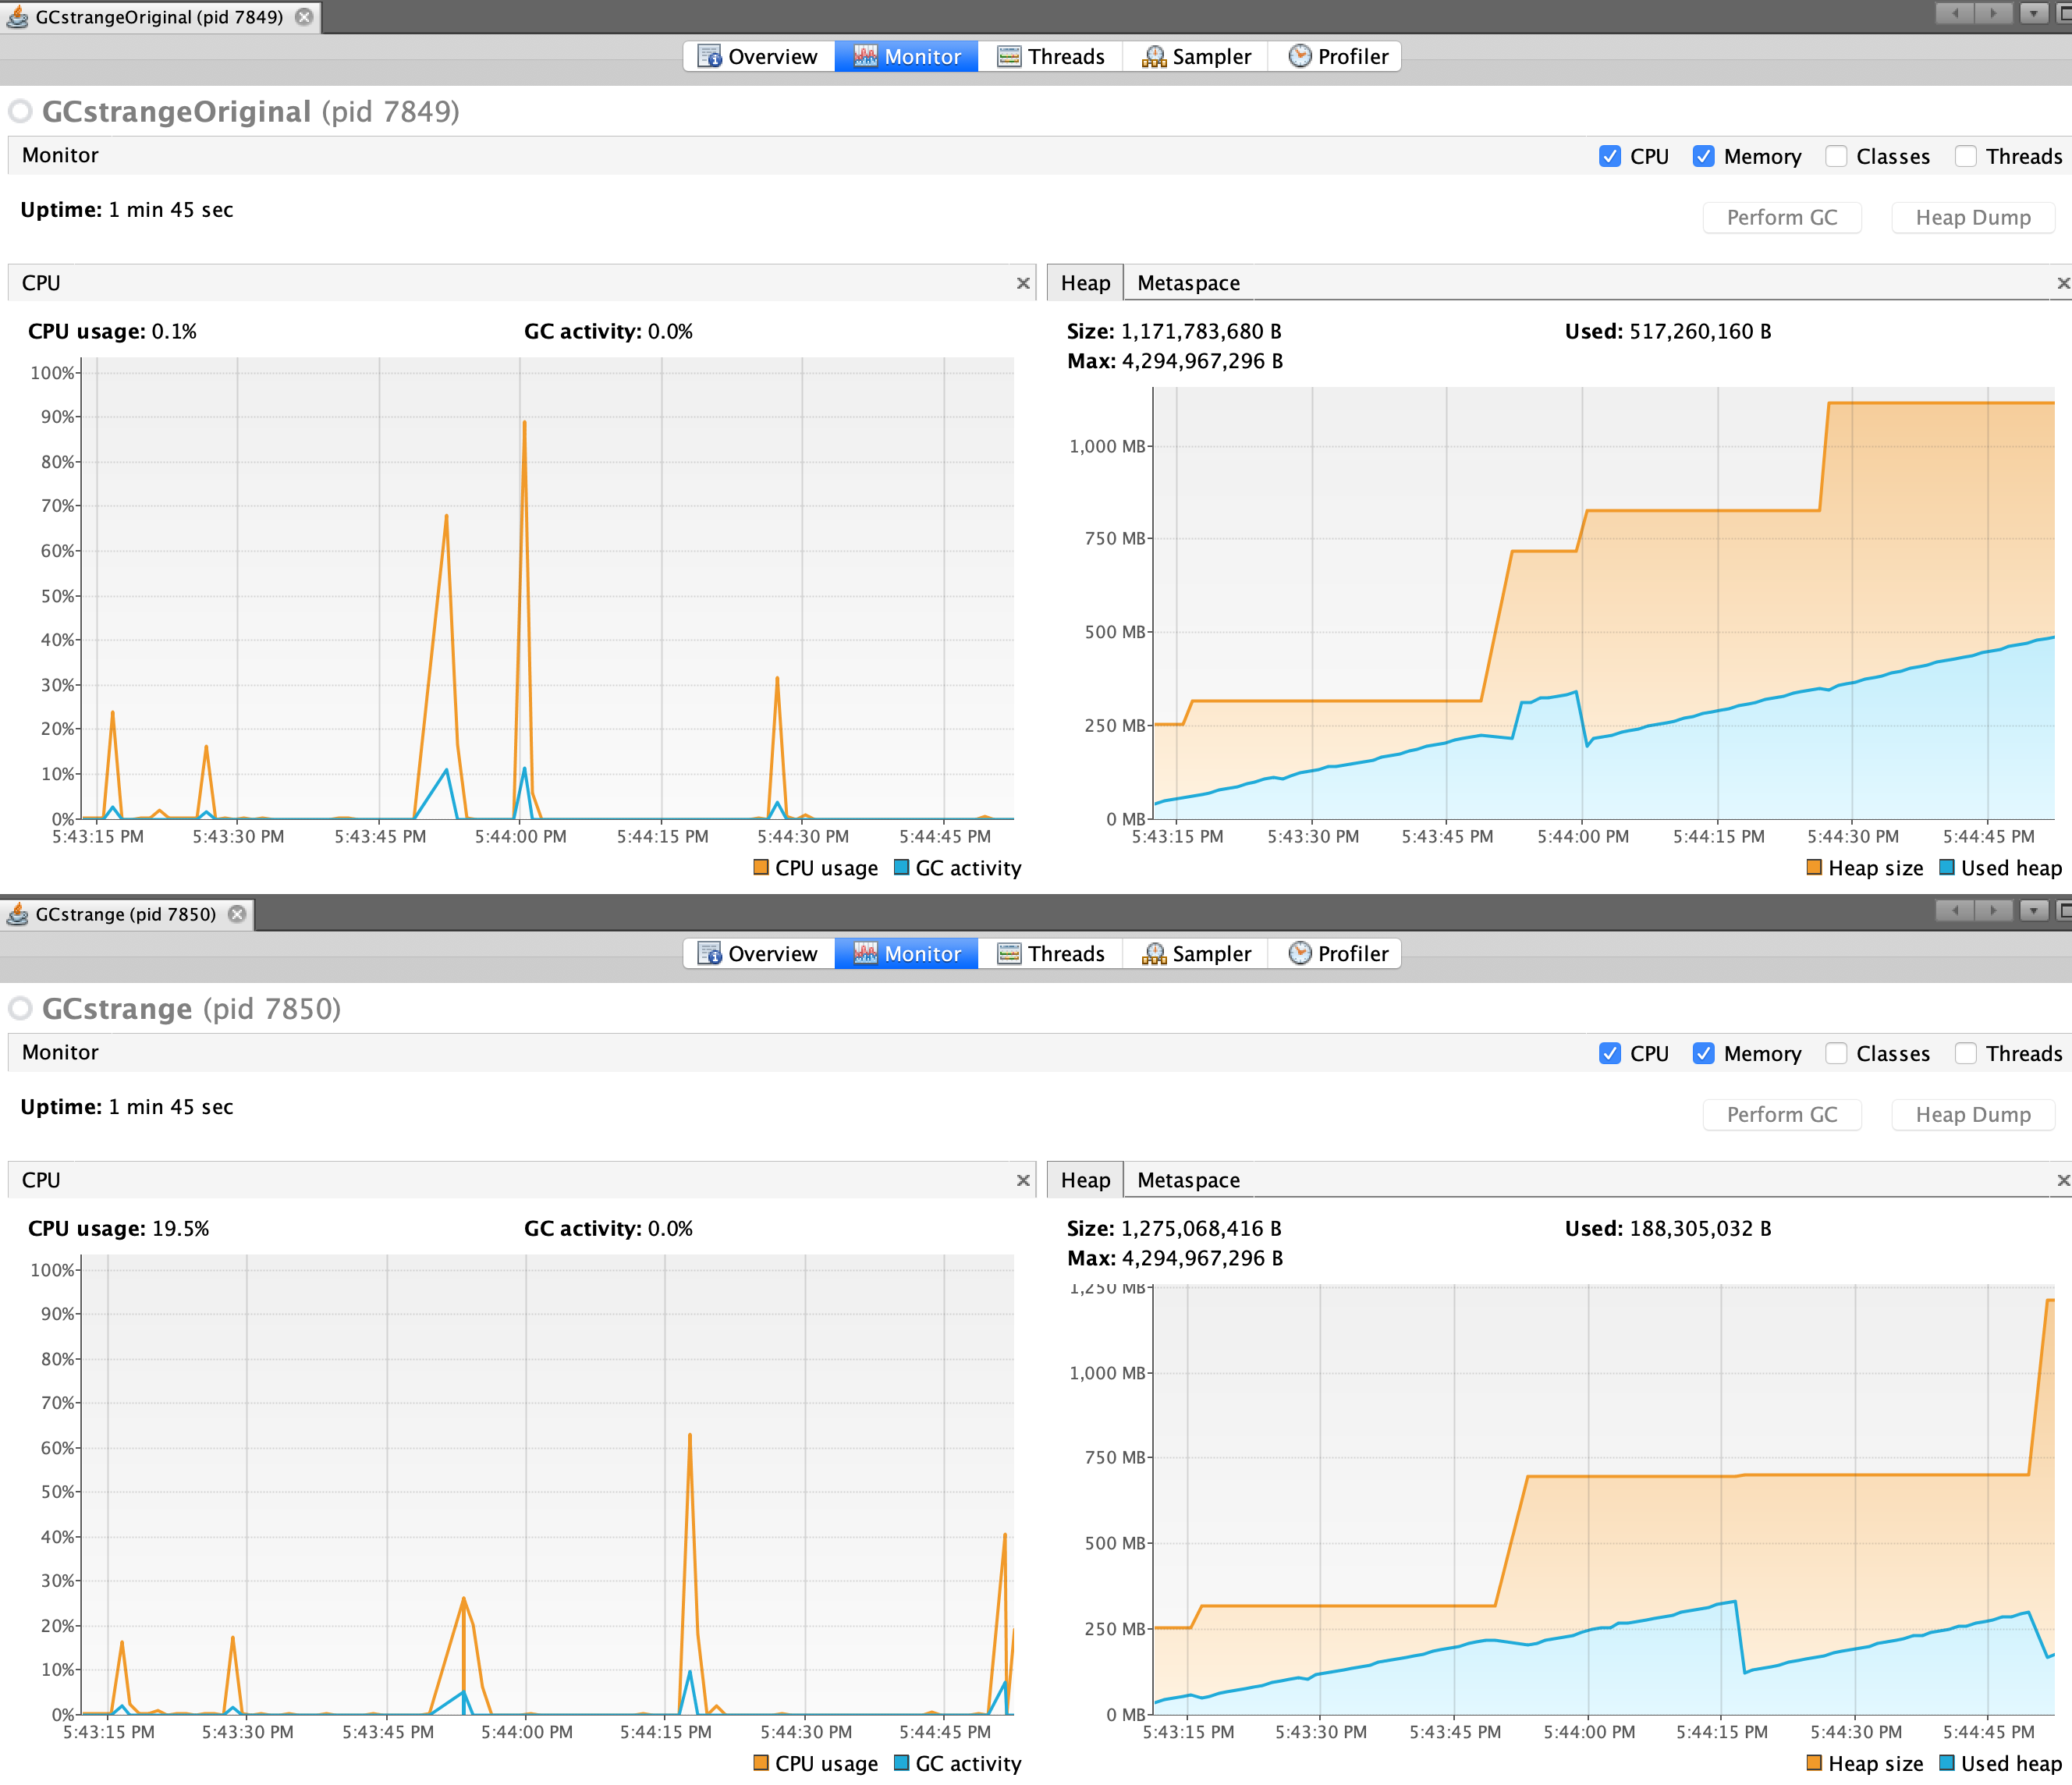 GCstrangeOriginal (pid 7849)
Overview Monitor Threads Sampler Profiler
GCstrangeOriginal (pid 7849)
Monitor CPU Memory Classes Threads
Uptime: 1 min 45 sec
Perform GC Heap Dump
CPU
Heap Metaspace
CPU usage: 0.1% GC activity: 0.0%
Size: 1,171,783,680 B Used: 517,260,160 B
Max: 4,294,967,296 B
100%
90%
80%
70%
60%
50%
40%
30%
20%
10%
0%
5:43:15 PM 5:43:30 PM 5:43:45 PM 5:44:00 PM 5:44:15 PM 5:44:30 PM 5:44:45 PM
CPU usage GC activity
1,000 MB
750 MB
500 MB
250 MB
0 MB
5:43:15 PM 5:43:30 PM 5:43:45 PM 5:44:00 PM 5:44:15 PM 5:44:30 PM 5:44:45 PM
Heap size Used heap
GCstrange (pid 7850)
Overview Monitor Threads Sampler Profiler
GCstrange (pid 7850)
Monitor CPU Memory Classes Threads
Uptime: 1 min 45 sec
Perform GC Heap Dump
CPU
Heap Metaspace
CPU usage: 19.5% GC activity: 0.0%
Size: 1,275,068,416 B Used: 188,305,032 B
Max: 4,294,967,296 B
100%
90%
80%
70%
60%
50%
40%
30%
20%
10%
0%
5:43:15 PM 5:43:30 PM 5:43:45 PM 5:44:00 PM 5:44:15 PM 5:44:30 PM 5:44:45 PM
CPU usage GC activity
1,250 MB
1,000 MB
750 MB
500 MB
250 MB
0 MB
5:43:15 PM 5:43:30 PM 5:43:45 PM 5:44:00 PM 5:44:15 PM 5:44:30 PM 5:44:45 PM
Heap size Used heap